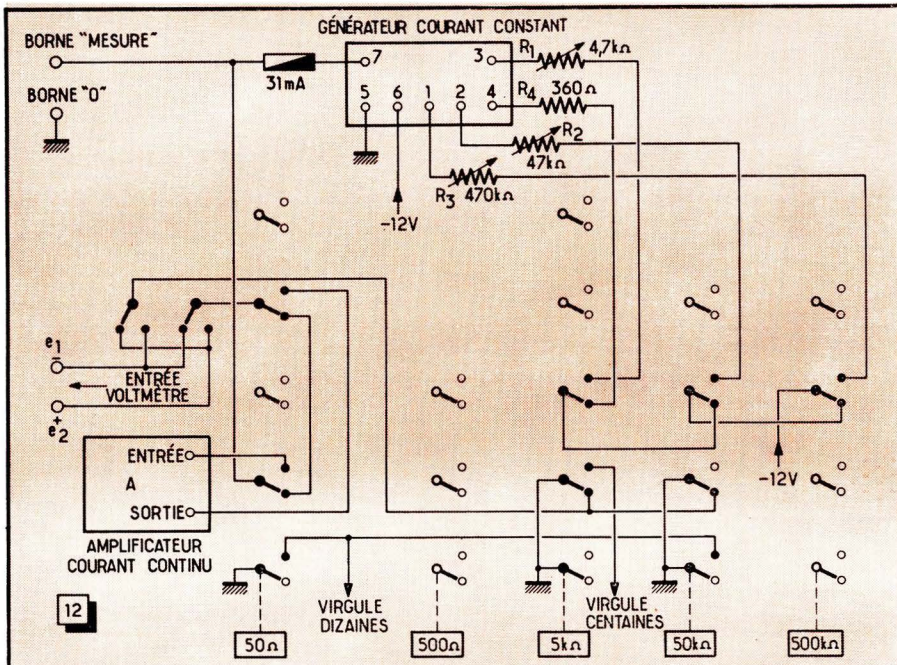 GÉNÉRATEUR COURANT CONSTANT
BORNE "MESURE"
31mA
7
3
R1
4,7kΩ
BORNE "0"
5
6
1
2
4
R4
360Ω
R2
47kΩ
R3
470kΩ
-12V
e1
-
ENTRÉE
VOLTMÈTRE
+
e2
ENTRÉE
A
SORTIE
AMPLIFICATEUR
COURANT CONTINU
-12V
VIRGULE
DIZAINES
VIRGULE
CENTAINES
12
50Ω
500Ω
5kΩ
50kΩ
500kΩ